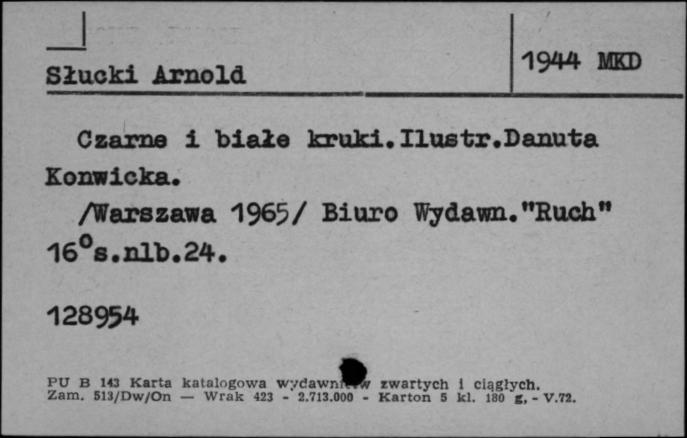 Słucki Arnold
1944 MKD
Czarne i białe kruki.Ilustr.Danuta
Konwicka.
/Warszawa 1965/ Biuro Wydawn."Ruch"
16°s.nlb.24.
128954
PU B 143 Karta katalogowa wydawnictw zwartych i ciągłych.
Zam. 513/Dw/On — Wrak 423 - 2.713.000 - Karton 5 kl. 180 g, - V.72.